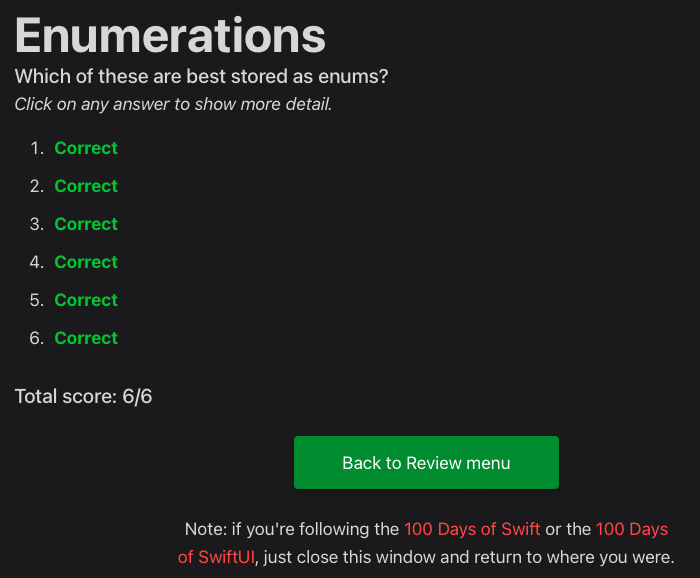 Enumerations
Which of these are best stored as enums?
Click on any answer to show more detail.
1. Correct
2. Correct
3. Correct
4. Correct
5. Correct
6. Correct
Total score: 6/6
Back to Review menu
Note: if you're following the 100 Days of Swift or the 100 Days
of SwiftUI, just close this window and return to where you were.